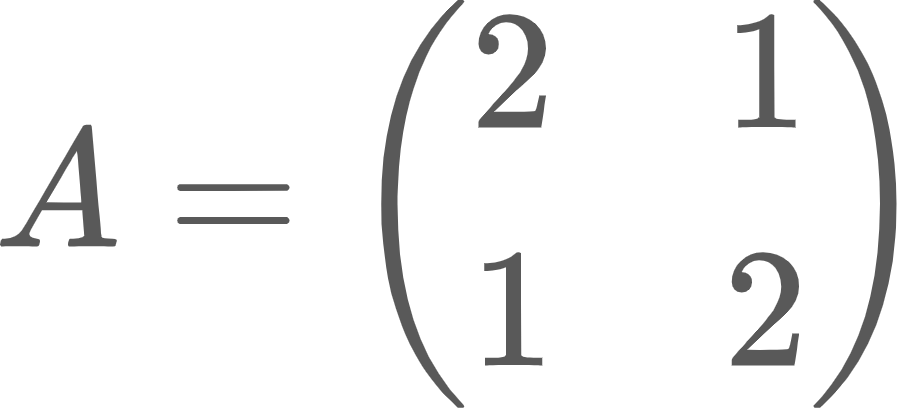 A = (2 1
1 2)